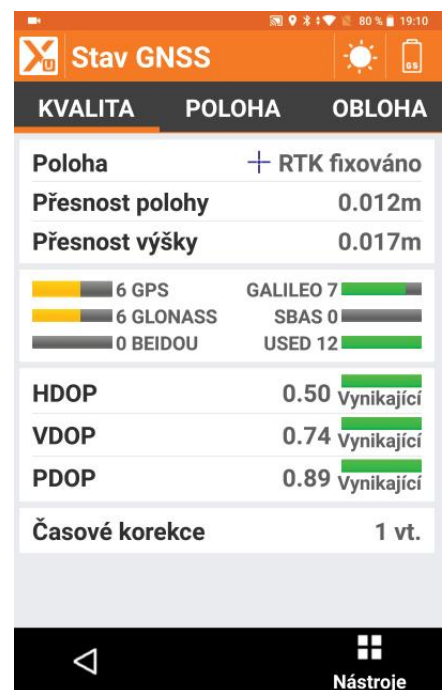 80 % 19:10
XU Stav GNSS GS
KVALITA POLOHA OBLOHA
Poloha RTK fixováno
Přesnost polohy 0.012m
Přesnost výšky 0.017m
6 GPS GALILEO 7
6 GLONASS SBAS 0
0 BEIDOU USED 12
HDOP 0.50 Vynikající
VDOP 0.74 Vynikající
PDOP 0.89 Vynikající
Časové korekce 1 vt.
Nástroje